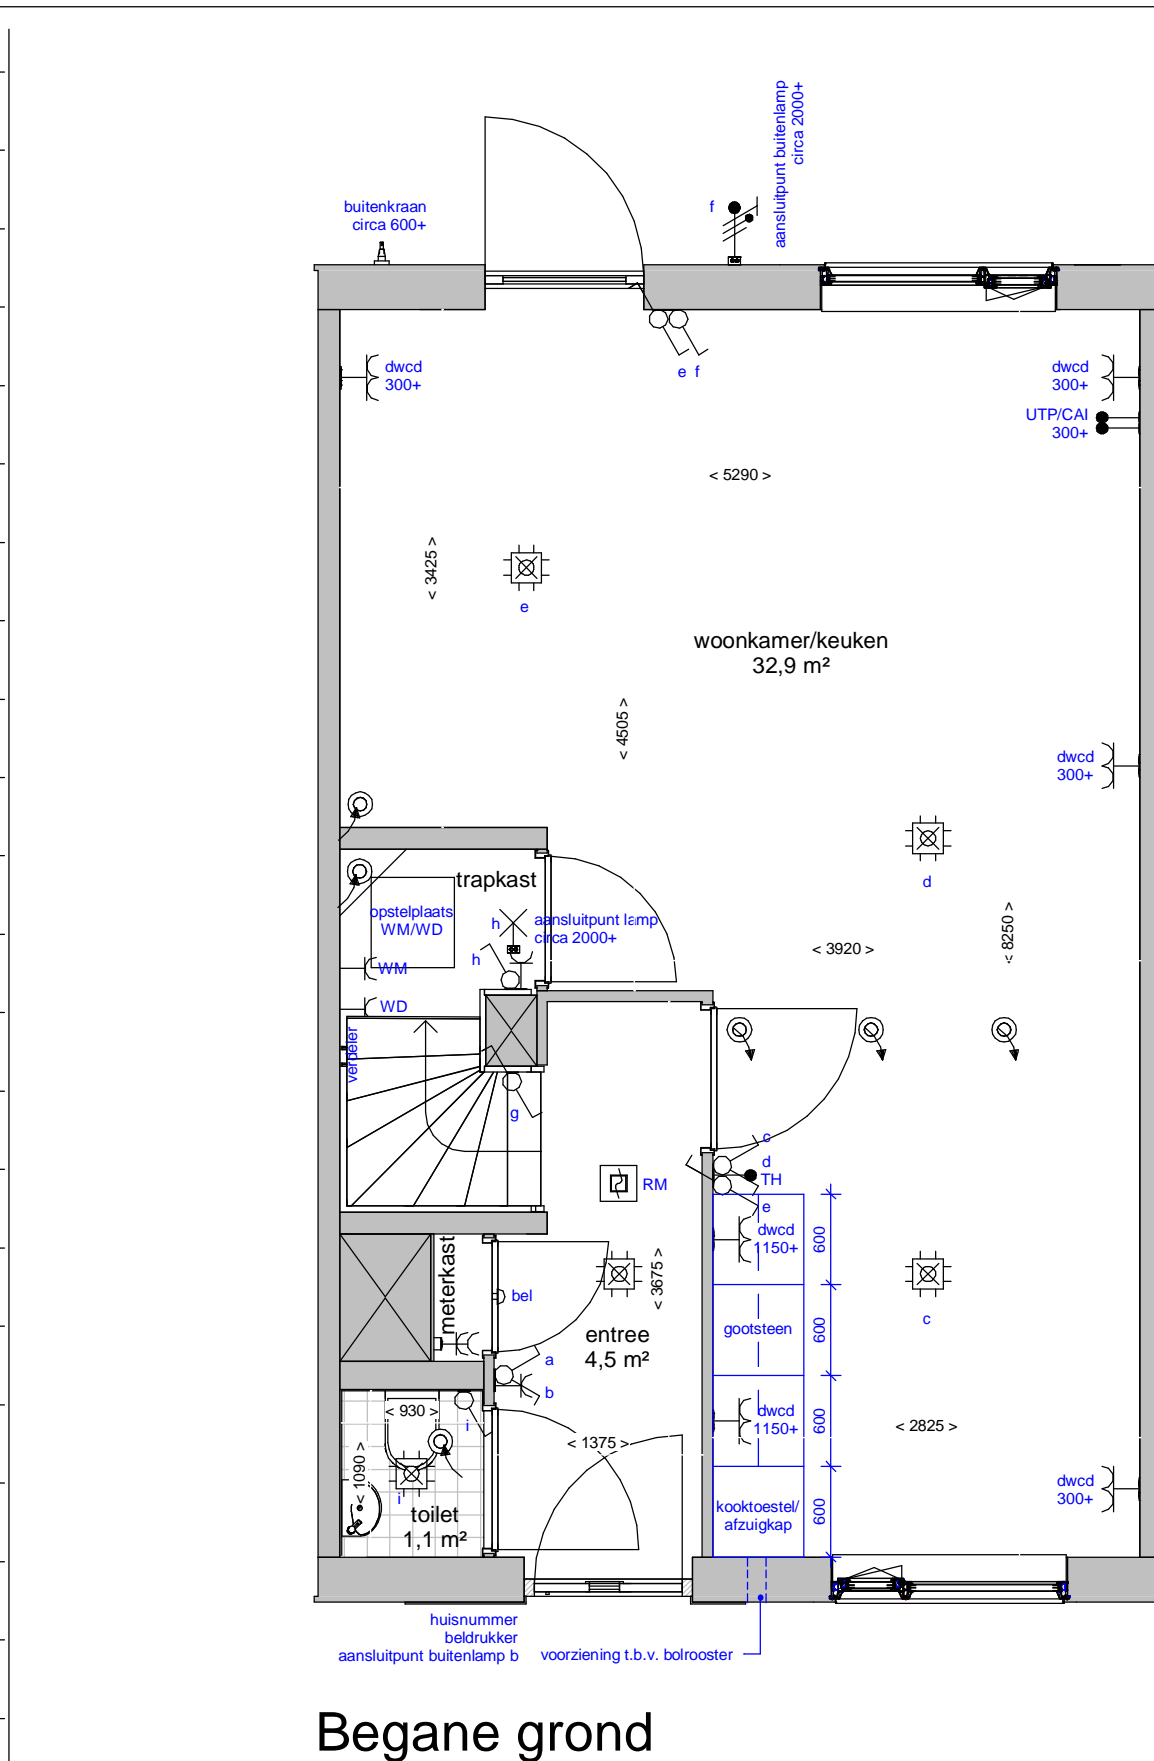 aansluitpunt buitenlamp
circa 2000+
buitenkraan
circa 600+
f
e f
dwcd
300+
dwcd
300+
UTP/CAI
300+
< 5290 >
< 3425 >
e
woonkamer/keuken
32,9 m²
< 4505 >
dwcd
300+
d
trapkast
opstelplaats
WM/WD
h
aansluitpunt lamp
circa 2000+
h
< 3920 >
< 8250 >
WM
WD
verdeler
g
c
d
TH
e
RM
dwcd
1150+
600
meterkast
bel
< 3675 >
c
entree
4,5 m²
gootsteen
600
a
b
< 930 >
i
< 1375 >
dwcd
1150+
600
< 2825 >
< 1090 >
i
toilet
1,1 m²
kooktoestel/
afzuigkap
600
dwcd
300+
huisnummer
beldrukker
aansluitpunt buitenlamp b
voorziening t.b.v. bolrooster
Begane grond